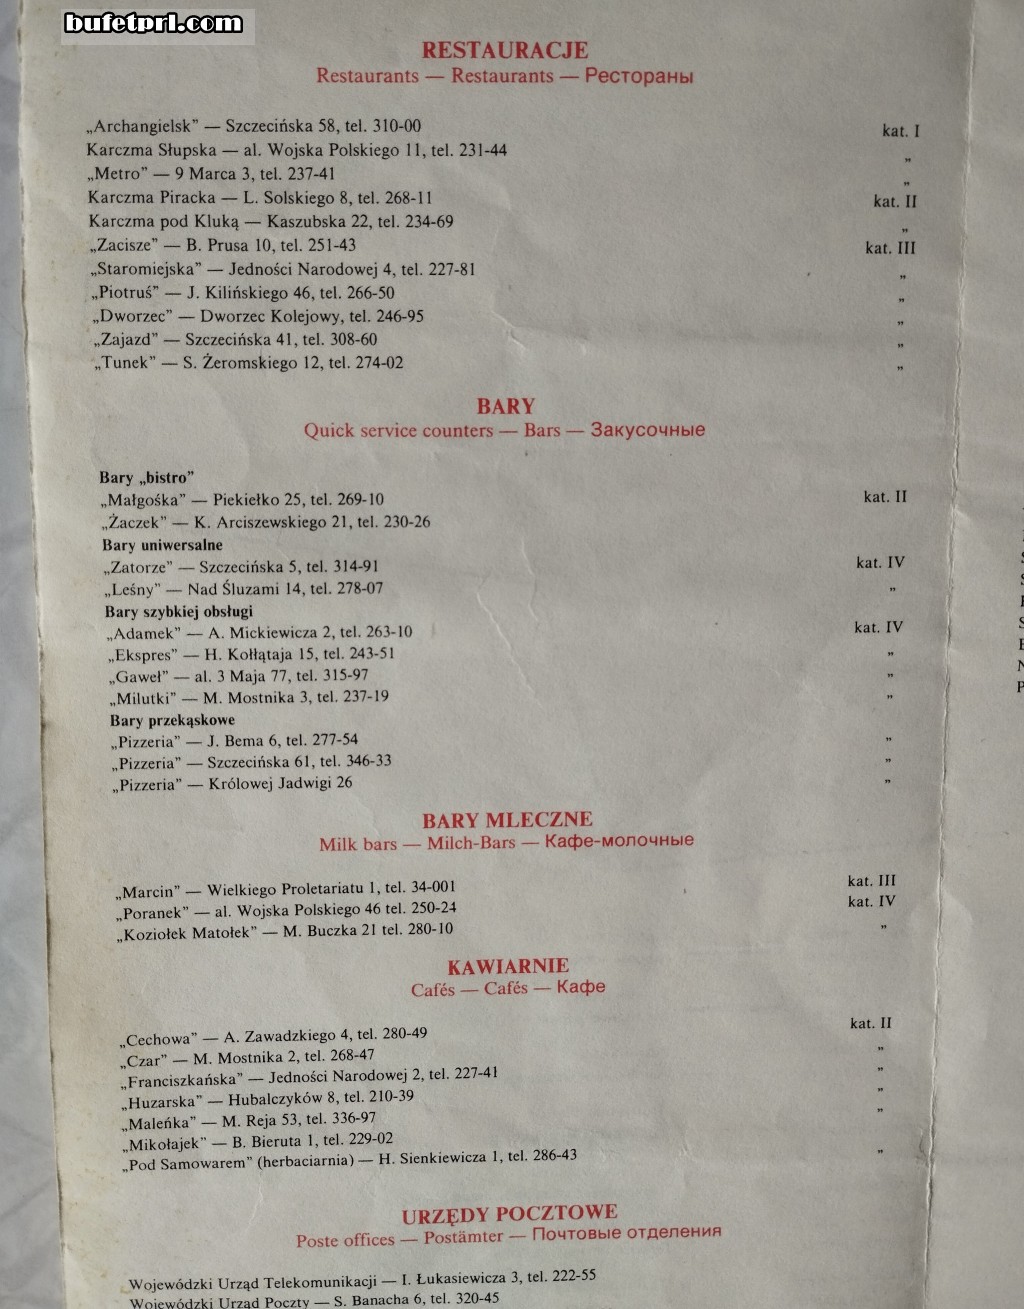 bufetprl.com
RESTAURACJE
Restaurants — Restaurants — Рестораны
„Archangielsk” — Szczecińska 58, tel. 310-00 kat. I
Karczma Słupska — al. Wojska Polskiego 11, tel. 231-44 „
„Metro” — 9 Marca 3, tel. 237-41 „
Karczma Piracka — L. Solskiego 8, tel. 268-11 kat. II
Karczma pod Kluką — Kaszubska 22, tel. 234-69 „
„Zacisze” — B. Prusa 10, tel. 251-43 kat. III
„Staromiejska” — Jedności Narodowej 4, tel. 227-81 „
„Piotruś” — J. Kilińskiego 46, tel. 266-50 „
„Dworzec” — Dworzec Kolejowy, tel. 246-95 „
„Zajazd” — Szczecińska 41, tel. 308-60 „
„Tunek” — S. Żeromskiego 12, tel. 274-02 „
BARY
Quick service counters — Bars — Закусочные
Bary „bistro”
„Małgośka” — Piekiełko 25, tel. 269-10 kat. II
„Żaczek” — K. Arciszewskiego 21, tel. 230-26
Bary uniwersalne
„Zatorze” — Szczecińska 5, tel. 314-91 kat. IV
„Leśny” — Nad Śluzami 14, tel. 278-07 „
Bary szybkiej obsługi
„Adamek” — A. Mickiewicza 2, tel. 263-10 kat. IV
„Ekspres” — H. Kołłątaja 15, tel. 243-51 „
„Gaweł” — al. 3 Maja 77, tel. 315-97 „
„Milutki” — M. Mostnika 3, tel. 237-19 „
Bary przekąskowe
„Pizzeria” — J. Bema 6, tel. 277-54 „
„Pizzeria” — Szczecińska 61, tel. 346-33 „
„Pizzeria” — Królowej Jadwigi 26 „
BARY MLECZNE
Milk bars — Milch-Bars — Кафе-молочные
„Marcin” — Wielkiego Proletariatu 1, tel. 34-001 kat. III
„Poranek” — al. Wojska Polskiego 46 tel. 250-24 kat. IV
„Koziołek Matołek” — M. Buczka 21 tel. 280-10 „
KAWIARNIE
Cafés — Cafés — Кафе
„Cechowa” — A. Zawadzkiego 4, tel. 280-49 kat. II
„Czar” — M. Mostnika 2, tel. 268-47 „
„Franciszkańska” — Jedności Narodowej 2, tel. 227-41 „
„Huzarska” — Hubalczyków 8, tel. 210-39 „
„Maleńka” — M. Reja 53, tel. 336-97 „
„Mikołajek” — B. Bieruta 1, tel. 229-02
„Pod Samowarem” (herbaciarnia) — H. Sienkiewicza 1, tel. 286-43 „
URZĘDY POCZTOWE
Poste offices — Postämter — Почтовые отделения
Wojewódzki Urząd Telekomunikacji — I. Łukasiewicza 3, tel. 222-55
Wojewódzki Urząd Poczty — S. Banacha 6, tel. 320-45